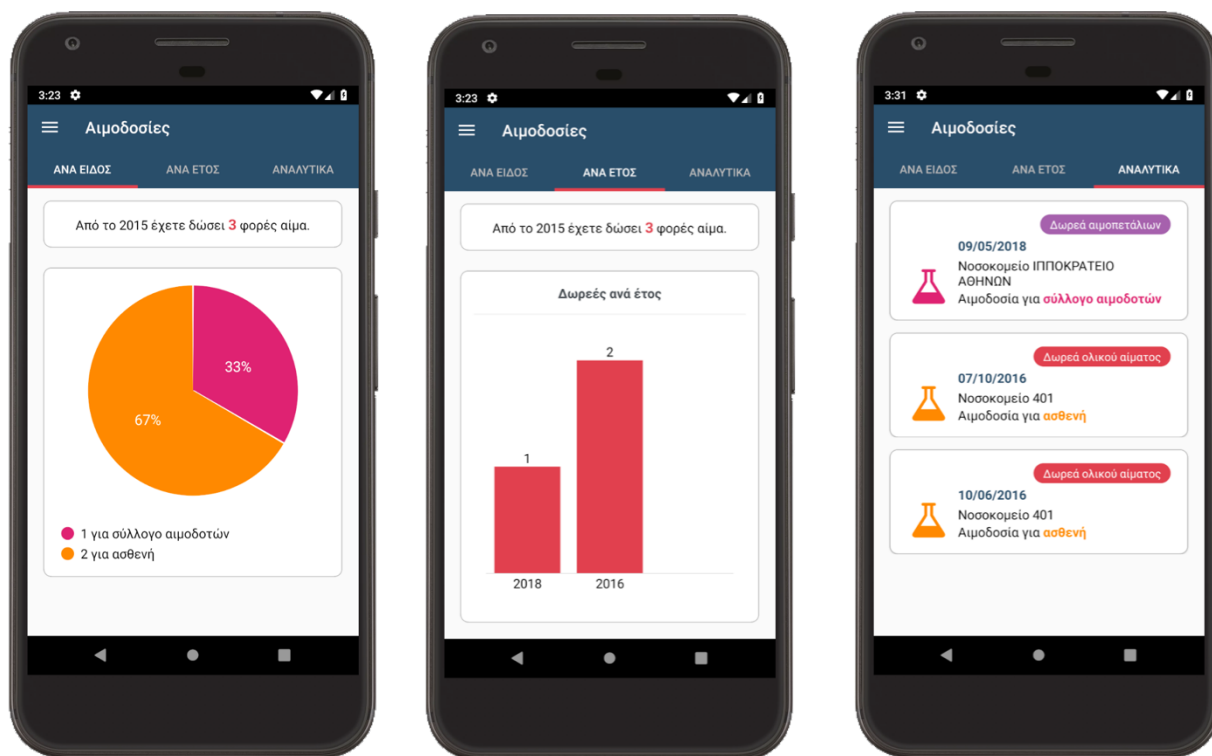 3:23
Αιμοδοσίες
ΑΝΑ ΕΙΔΟΣ ΑΝΑ ΕΤΟΣ ΑΝΑΛΥΤΙΚΑ
Από το 2015 έχετε δώσει 3 φορές αίμα.
33%
67%
1 για σύλλογο αιμοδοτών
2 για ασθενή
3:23
Αιμοδοσίες
ΑΝΑ ΕΙΔΟΣ ΑΝΑ ΕΤΟΣ ΑΝΑΛΥΤΙΚΑ
Από το 2015 έχετε δώσει 3 φορές αίμα.
Δωρεές ανά έτος
2
1
2018 2016
3:31
Αιμοδοσίες
ΑΝΑ ΕΙΔΟΣ ΑΝΑ ΕΤΟΣ ΑΝΑΛΥΤΙΚΑ
Δωρεά αιμοπετάλιων
09/05/2018
Νοσοκομείο ΙΠΠΟΚΡΑΤΕΙΟ
ΑΘΗΝΩΝ
Αιμοδοσία για σύλλογο αιμοδοτών
Δωρεά ολικού αίματος
07/10/2016
Νοσοκομείο 401
Αιμοδοσία για ασθενή
Δωρεά ολικού αίματος
10/06/2016
Νοσοκομείο 401
Αιμοδοσία για ασθενή